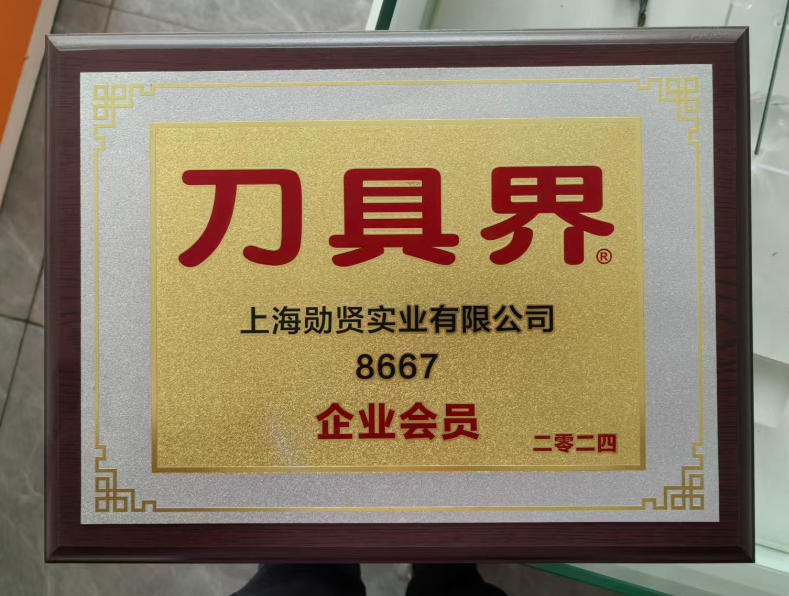 刀具界®
上海勋贤实业有限公司
8667
企业会员
二零二四